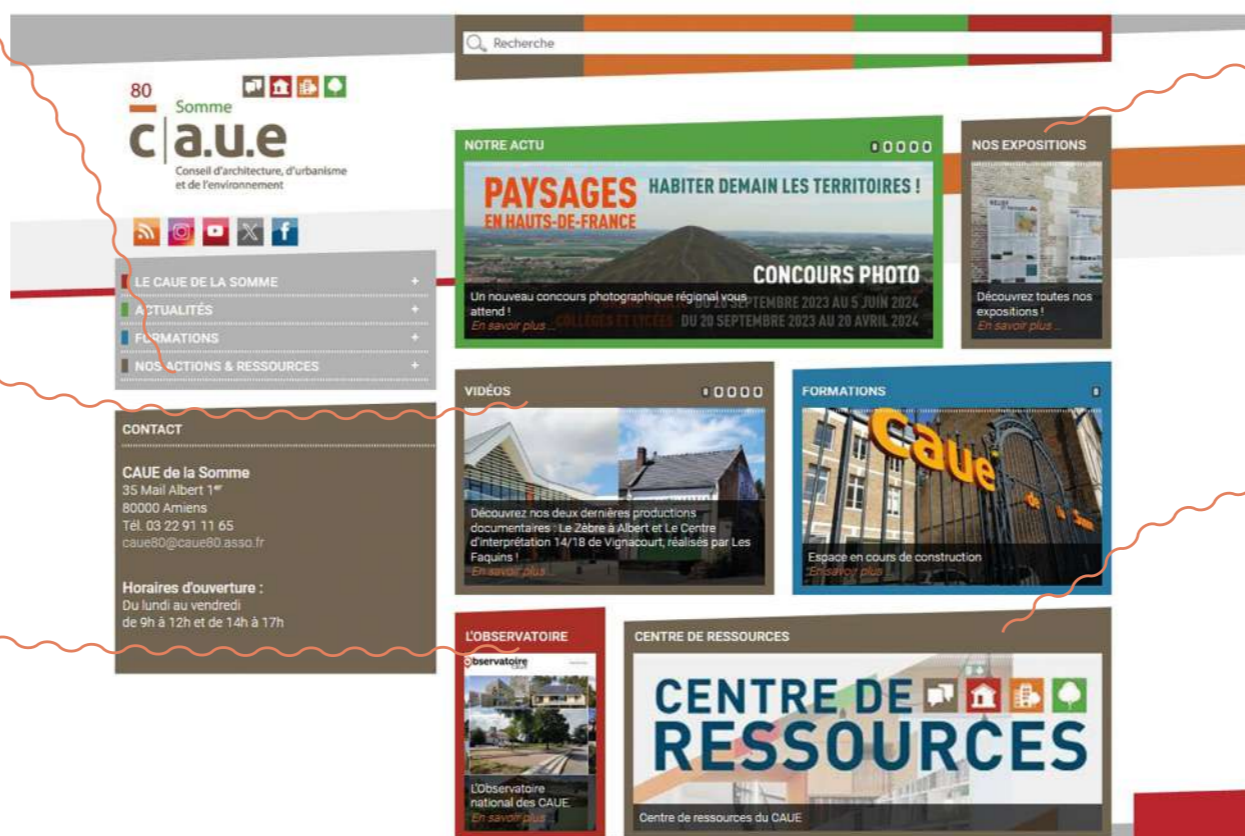 Recherche
80
Somme
c|a.u.e
Conseil d'architecture, d'urbanisme
et de l'environnement
LE CAUE DE LA SOMME +
ACTUALITÉS +
FORMATIONS +
NOS ACTIONS & RESSOURCES +
CONTACT
CAUE de la Somme
35 Mail Albert 1er
80000 Amiens
Tél. 03 22 91 11 65
caue80@caue80.asso.fr
Horaires d'ouverture :
Du lundi au vendredi
de 9h à 12h et de 14h à 17h
NOTRE ACTU
PAYSAGES
EN HAUTS-DE-FRANCE
HABITER DEMAIN LES TERRITOIRES !
CONCOURS PHOTO
DU 20 SEPTEMBRE 2023 AU 5 JUIN 2024
COLLÈGES ET LYCÉES DU 20 SEPTEMBRE 2023 AU 20 AVRIL 2024
Un nouveau concours photographique régional vous
attend !
En savoir plus ...
NOS EXPOSITIONS
Découvrez toutes nos
expositions !
En savoir plus ...
VIDÉOS
Découvrez nos deux dernières productions
documentaires : Le Zèbre à Albert et Le Centre
d'interprétation 14/18 de Vignacourt, réalisés par Les
Faquins !
En savoir plus ...
FORMATIONS
caue
de la Somme
Espace en cours de construction
En savoir plus ...
L'OBSERVATOIRE
Observatoire
L'Observatoire
national des CAUE.
En savoir plus ...
CENTRE DE RESSOURCES
CENTRE DE
RESSOURCES
Centre de ressources du CAUE